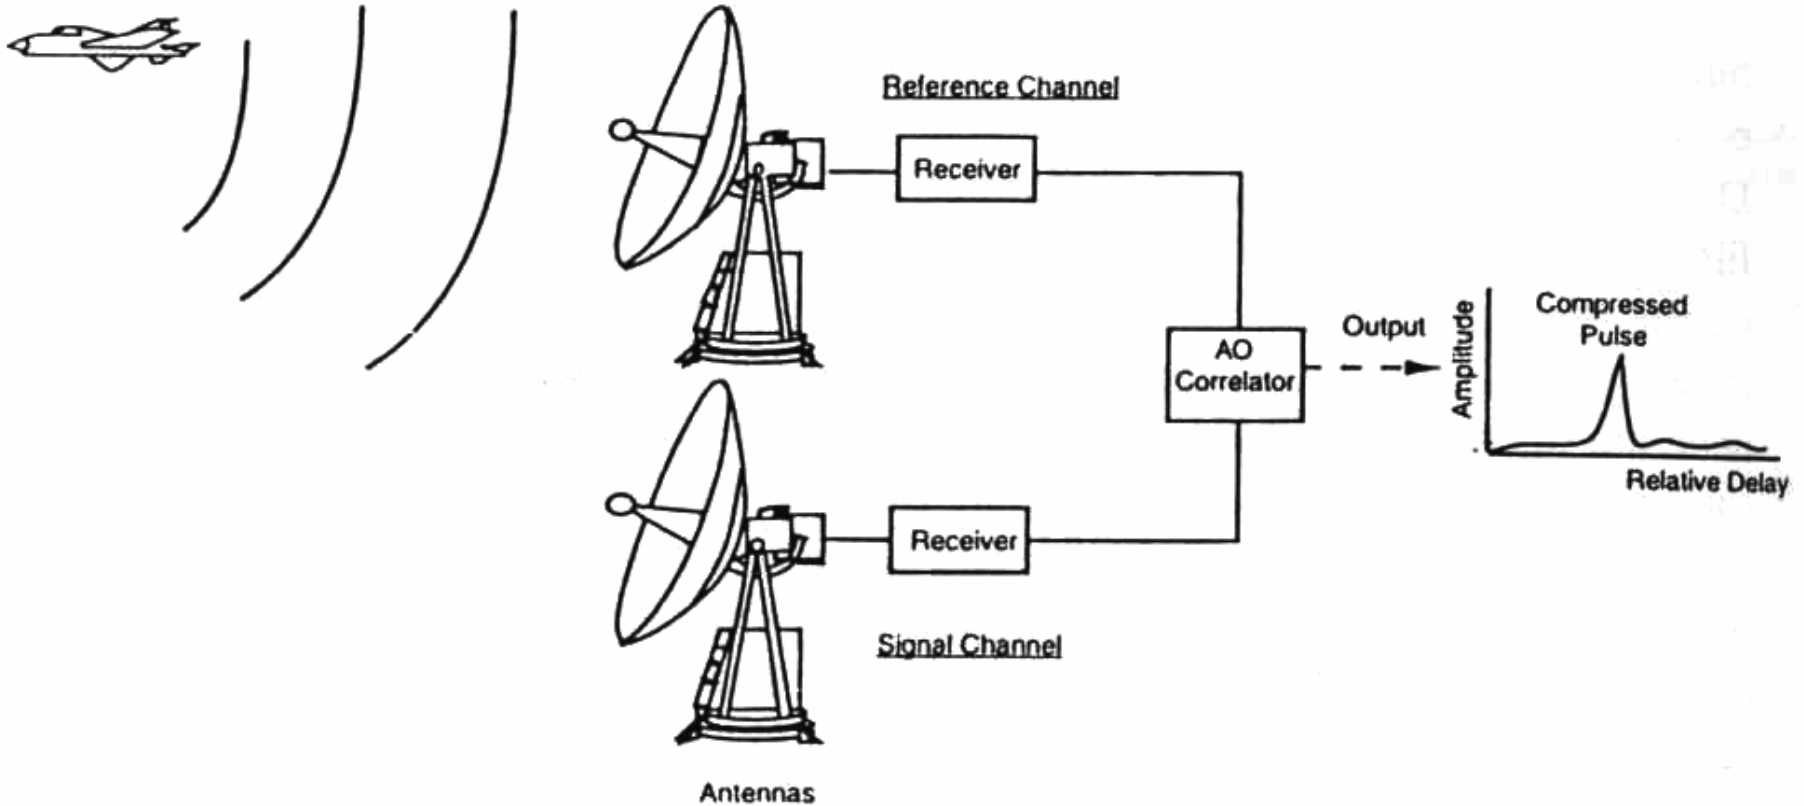 Reference Channel
Receiver
AO
Correlator
Output
Amplitude
Compressed
Pulse
Relative Delay
Receiver
Signal Channel
Antennas